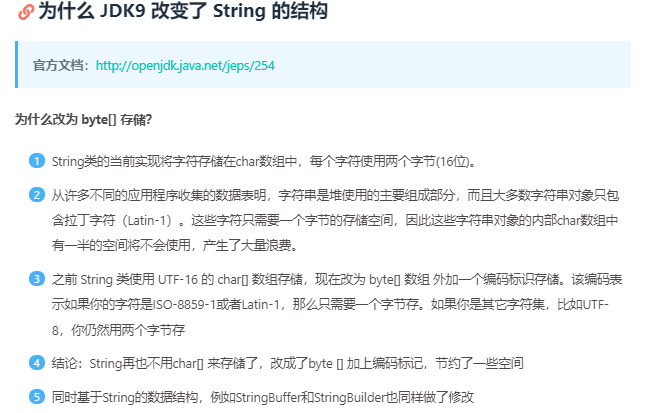 为什么 JDK9 改变了 String 的结构
官方文档：http://openjdk.java.net/jeps/254
为什么改为 byte[] 存储？
1 String类的当前实现将字符存储在char数组中，每个字符使用两个字节(16位)。
2 从许多不同的应用程序收集的数据表明，字符串是堆使用的主要组成部分，而且大多数字符串对象只包
含拉丁字符（Latin-1）。这些字符只需要一个字节的存储空间，因此这些字符串对象的内部char数组中
有一半的空间将不会使用，产生了大量浪费。
3 之前 String 类使用 UTF-16 的 char[] 数组存储，现在改为 byte[] 数组 外加一个编码标识存储。该编码表
示如果你的字符是ISO-8859-1或者Latin-1，那么只需要一个字节存。如果你是其它字符集，比如UTF-
8，你仍然用两个字节存
4 结论：String再也不用char[] 来存储了，改成了byte [] 加上编码标记，节约了一些空间
5 同时基于String的数据结构，例如StringBuffer和StringBuilder也同样做了修改